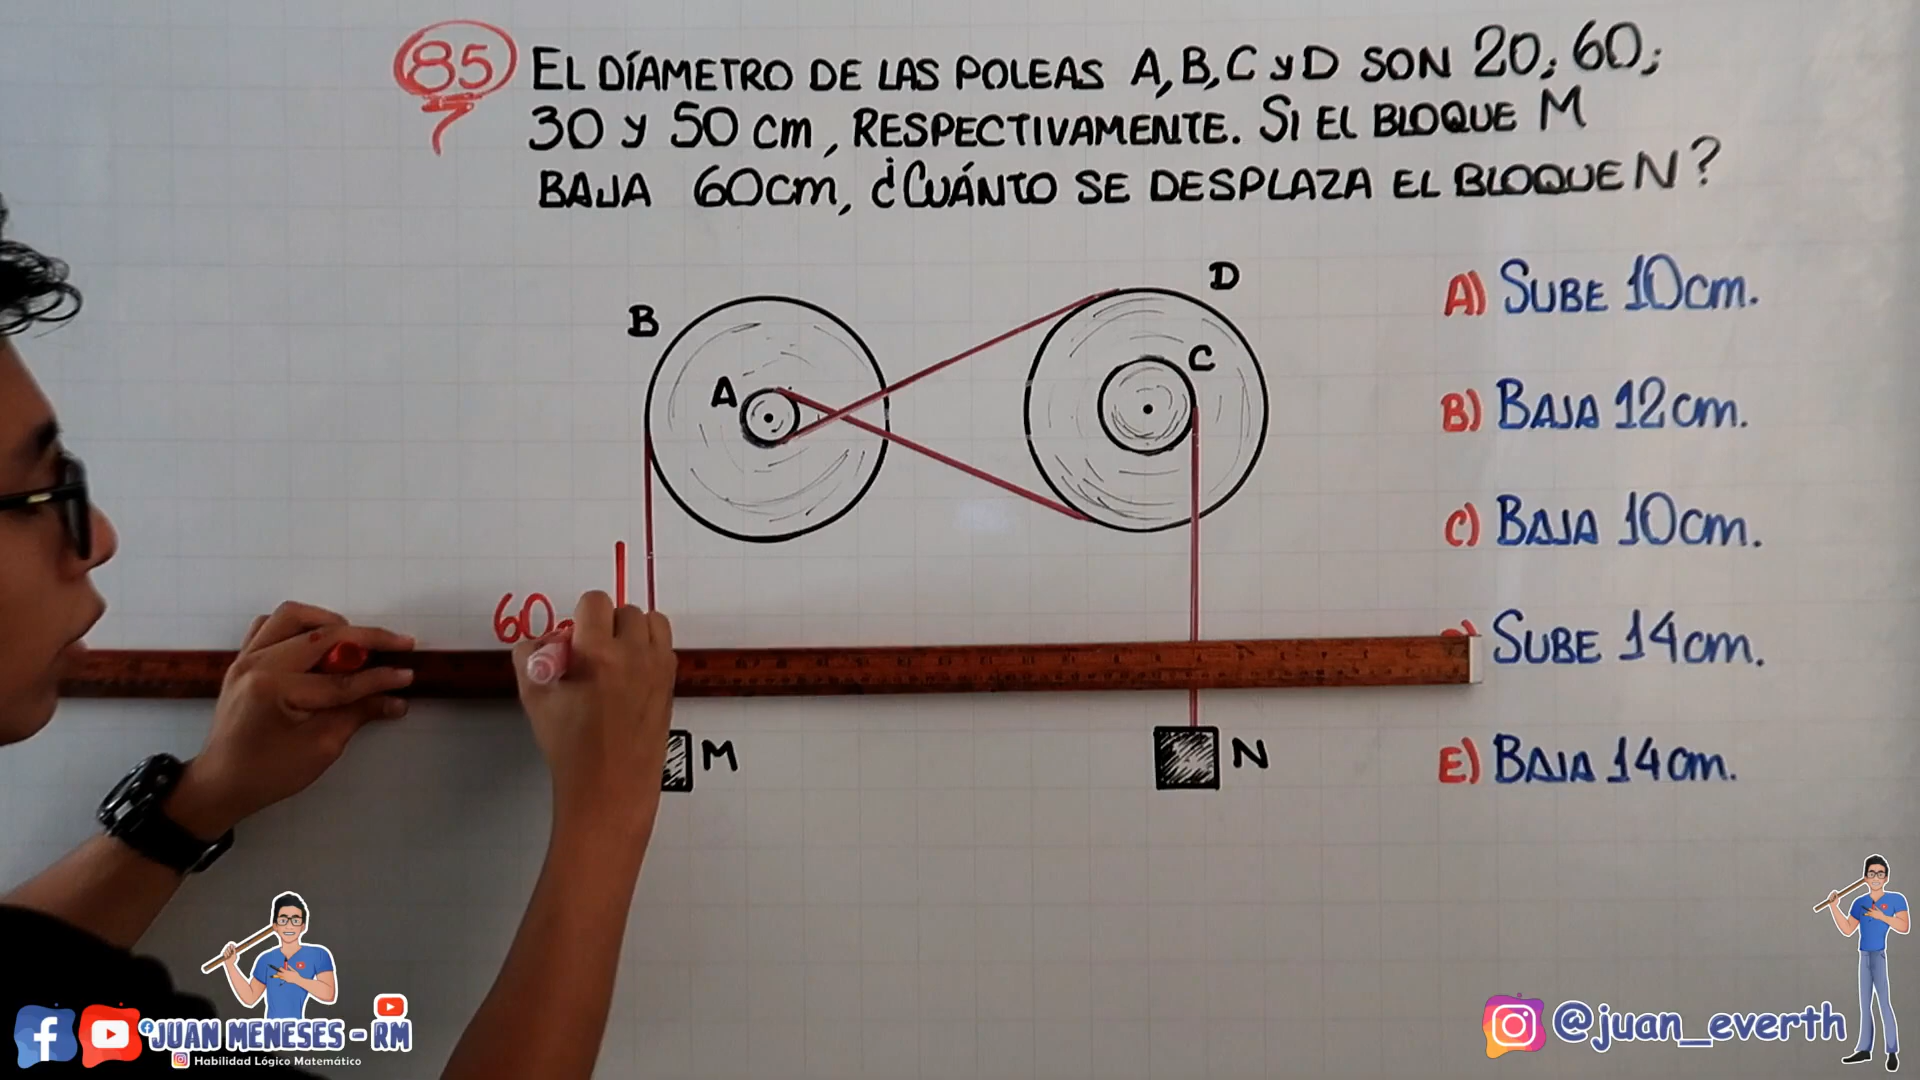 85 EL DÍAMETRO DE LAS POLEAS A, B, C y D SON 20; 60;
7 30 y 50 cm, RESPECTIVAMENTE. SI EL BLOQUE M
BAJA 60cm, ¿CUÁNTO SE DESPLAZA EL BLOQUE N?
D
B
A) SUBE 10cm.
C
A
B) BAJA 12cm.
C) BAJA 10cm.
60
SUBE 14cm.
M
N
E) BAJA 14cm.
JUAN MENESES - RM
Habilidad Lógico Matemático
@juan_everth